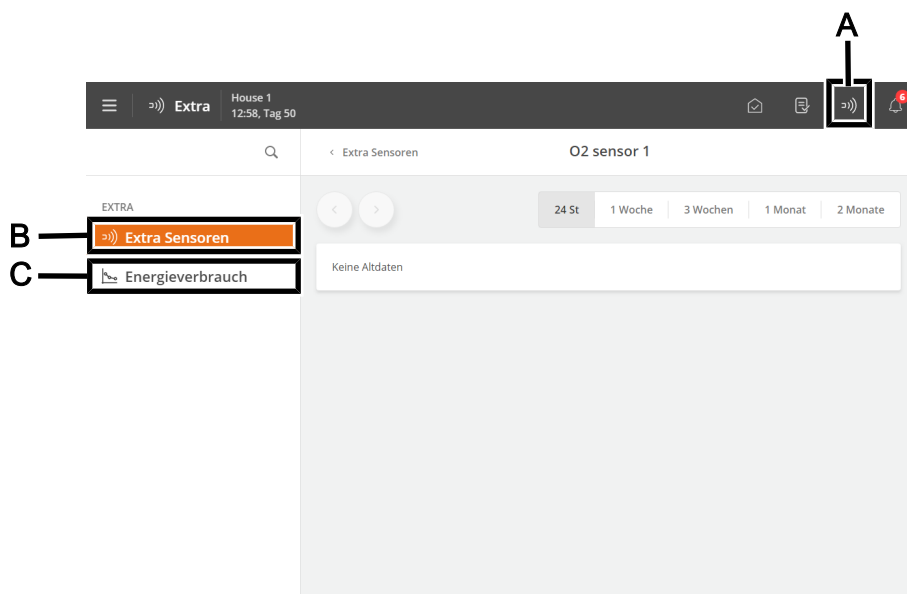 A
Extra
House 1
12:58, Tag 50
6
Extra Sensoren
O2 sensor 1
EXTRA
24 St
1 Woche
3 Wochen
1 Monat
2 Monate
B
Extra Sensoren
Keine Altdaten
C
Energieverbrauch